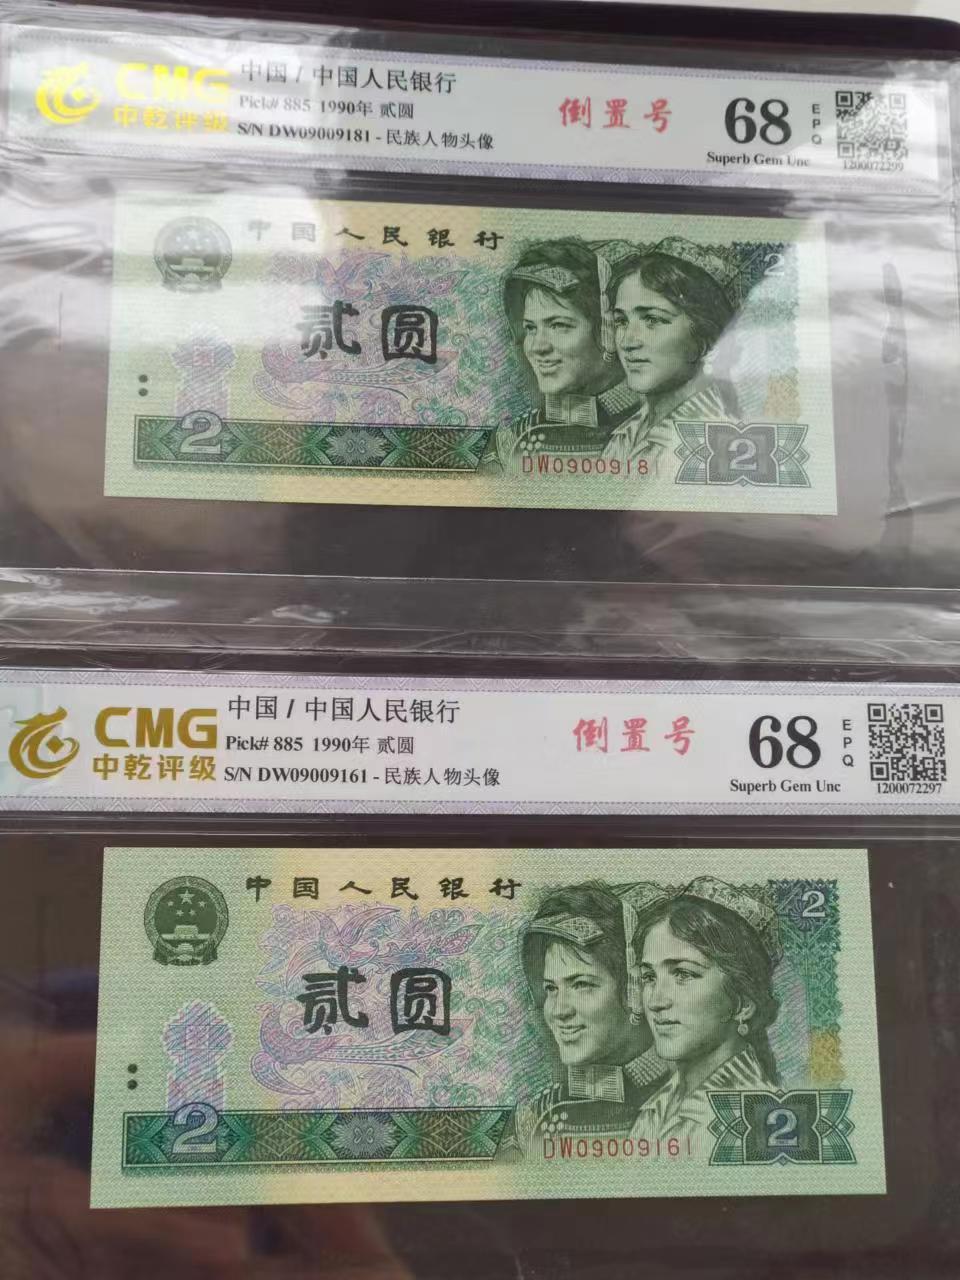 CMG
中乾评级
中国 / 中国人民银行
Pick# 885 1990年 贰圆
S/N DW09009181 - 民族人物头像
倒置号
68
EPQ
Superb Gem Unc
1200072299
中国人民银行
2
贰圆
2
DW09009181
2
CMG
中乾评级
中国 / 中国人民银行
Pick# 885 1990年 贰圆
S/N DW09009161 - 民族人物头像
倒置号
68
EPQ
Superb Gem Unc
1200072297
中国人民银行
2
贰圆
2
DW09009161
2